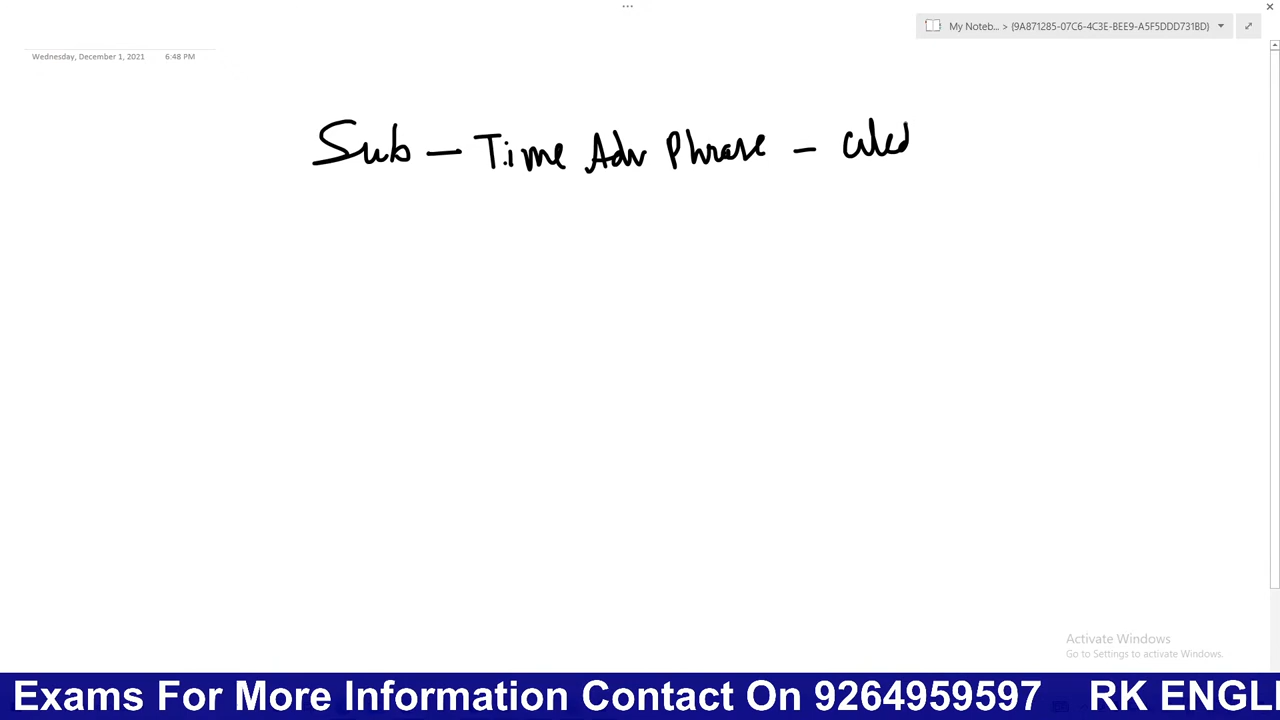 My Noteb... > {9A871285-07C6-4C3E-BEE9-A5F5DDD731BD}
Wednesday, December 1, 2021 6:48 PM
Sub — Time Adv Phrase –
Activate Windows
Go to Settings to activate Windows.
Exams For More Information Contact On 9264959597 RK ENGL